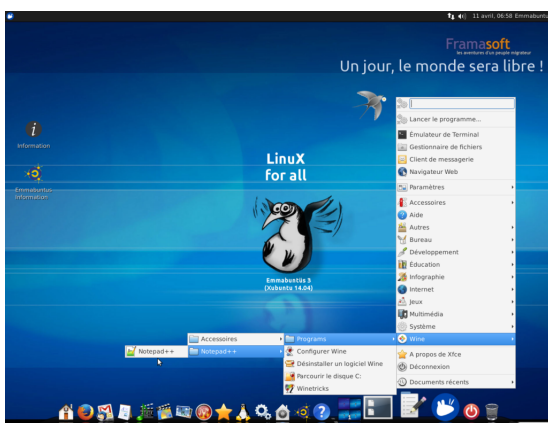 11 avril, 06:58 Emmabuntu
Framasoft
les aventures d'un peuple migrateur
Un jour, le monde sera libre !
Information
Emmabuntus
Information
LinuX
for all
Emmabuntüs 3
(Xubuntu 14.04)
Lancer le programme...
Émulateur de Terminal
Gestionnaire de fichiers
Client de messagerie
Navigateur Web
Paramètres
Accessoires
Aide
Autres
Bureau
Développement
Éducation
Infographie
Internet
Jeux
Multimédia
Système
Wine
A propos de Xfce
Déconnexion
Documents récents
Programs
Configurer Wine
Désinstaller un logiciel Wine
Parcourir le disque C:
Winetricks
Accessoires
Notepad++
Notepad++